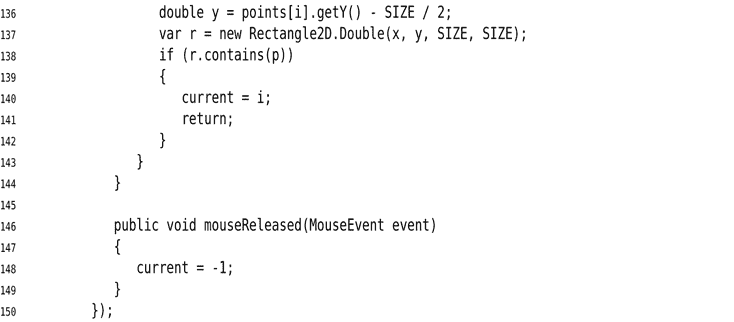 136                   double y = points[i].getY() - SIZE / 2;
137                   var r = new Rectangle2D.Double(x, y, SIZE, SIZE);
138                   if (r.contains(p))
139                   {
140                      current = i;
141                      return;
142                   }
143                }
144             }
145
146             public void mouseReleased(MouseEvent event)
147             {
148                current = -1;
149             }
150          });